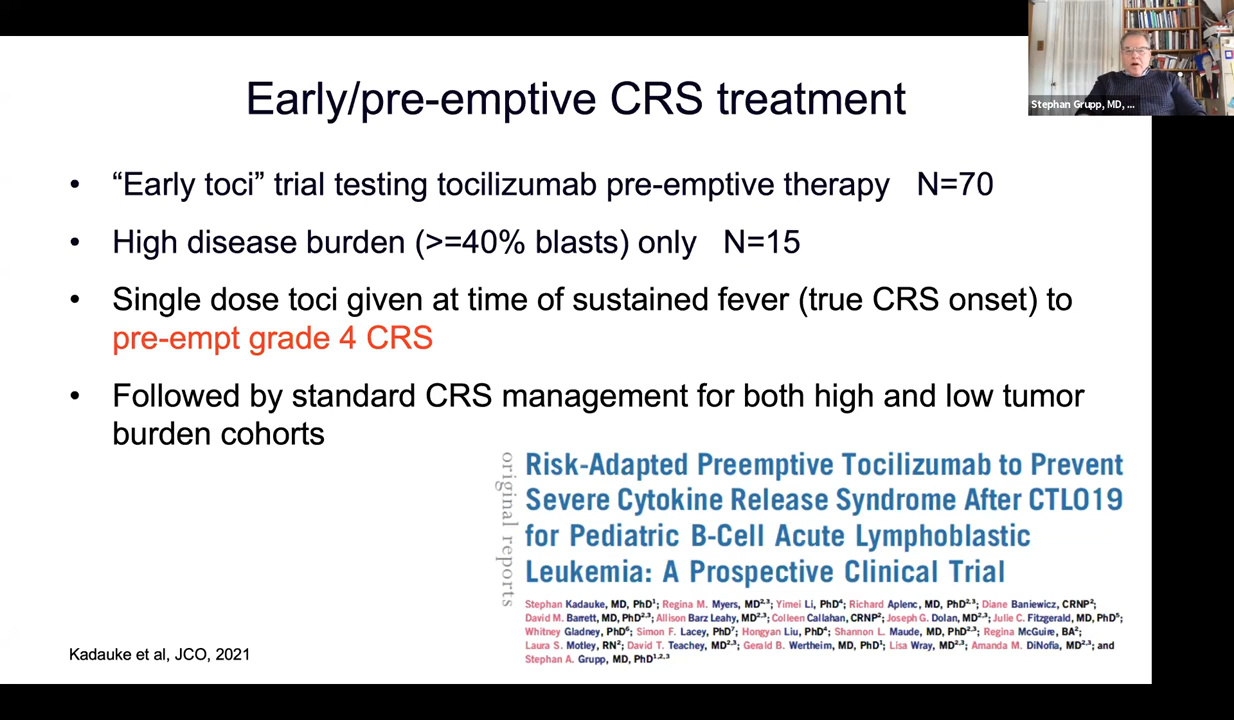 Stephan Grupp, MD, ...
Early/pre-emptive CRS treatment
• “Early toci” trial testing tocilizumab pre-emptive therapy N=70
• High disease burden (>=40% blasts) only N=15
• Single dose toci given at time of sustained fever (true CRS onset) to
pre-empt grade 4 CRS
• Followed by standard CRS management for both high and low tumor
burden cohorts
original reports
Risk-Adapted Preemptive Tocilizumab to Prevent
Severe Cytokine Release Syndrome After CTL019
for Pediatric B-Cell Acute Lymphoblastic
Leukemia: A Prospective Clinical Trial
Stephan Kadauke, MD, PhD1; Regina M. Myers, MD2,3; Yimei Li, PhD4; Richard Aplenc, MD, PhD2,3; Diane Baniewicz, CRNP2;
David M. Barrett, MD, PhD2,3; Allison Barz Leahy, MD2,3; Colleen Callahan, CRNP2; Joseph G. Dolan, MD2,3; Julie C. Fitzgerald, MD, PhD5;
Whitney Gladney, PhD6; Simon F. Lacey, PhD7; Hongyan Liu, PhD4; Shannon L. Maude, MD, PhD2,3; Regina McGuire, BA2;
Laura S. Motley, RN2; David T. Teachey, MD2,3; Gerald B. Wertheim, MD, PhD1; Lisa Wray, MD2,3; Amanda M. DiNofia, MD2,3; and
Stephan A. Grupp, MD, PhD1,2,3
Kadauke et al, JCO, 2021